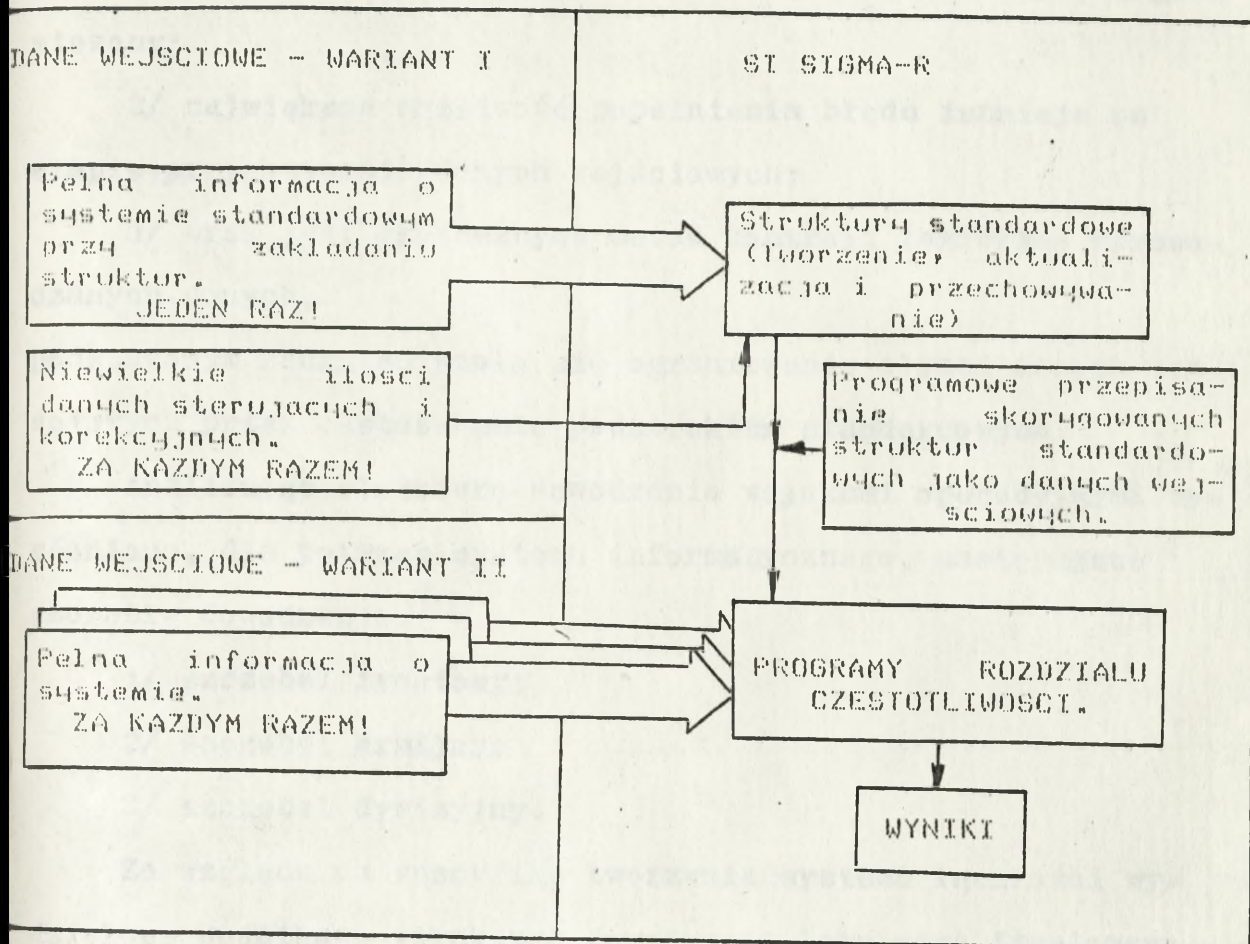 DANE WEJSCIOWE - WARIANT I
SI SIGMA-R
Pelna informacja o
systemie standardowym
przy zakladaniu
struktur.
JEDEN RAZ!
Struktury standardowe
(Tworzenie, aktuali-
zacja i przechowywa-
nie)
Niewielkie ilosci
danych sterujacych i
korekcyjnych.
ZA KAZDYM RAZEM!
Programowe przepisa-
nie skorygowanych
struktur standardo-
wych jako danych wej-
sciowych.
DANE WEJSCIOWE - WARIANT II
Pelna informacja o
systemie.
ZA KAZDYM RAZEM!
PROGRAMY ROZDZIALU
CZESTOTLIWOSCI.
WYNIKI